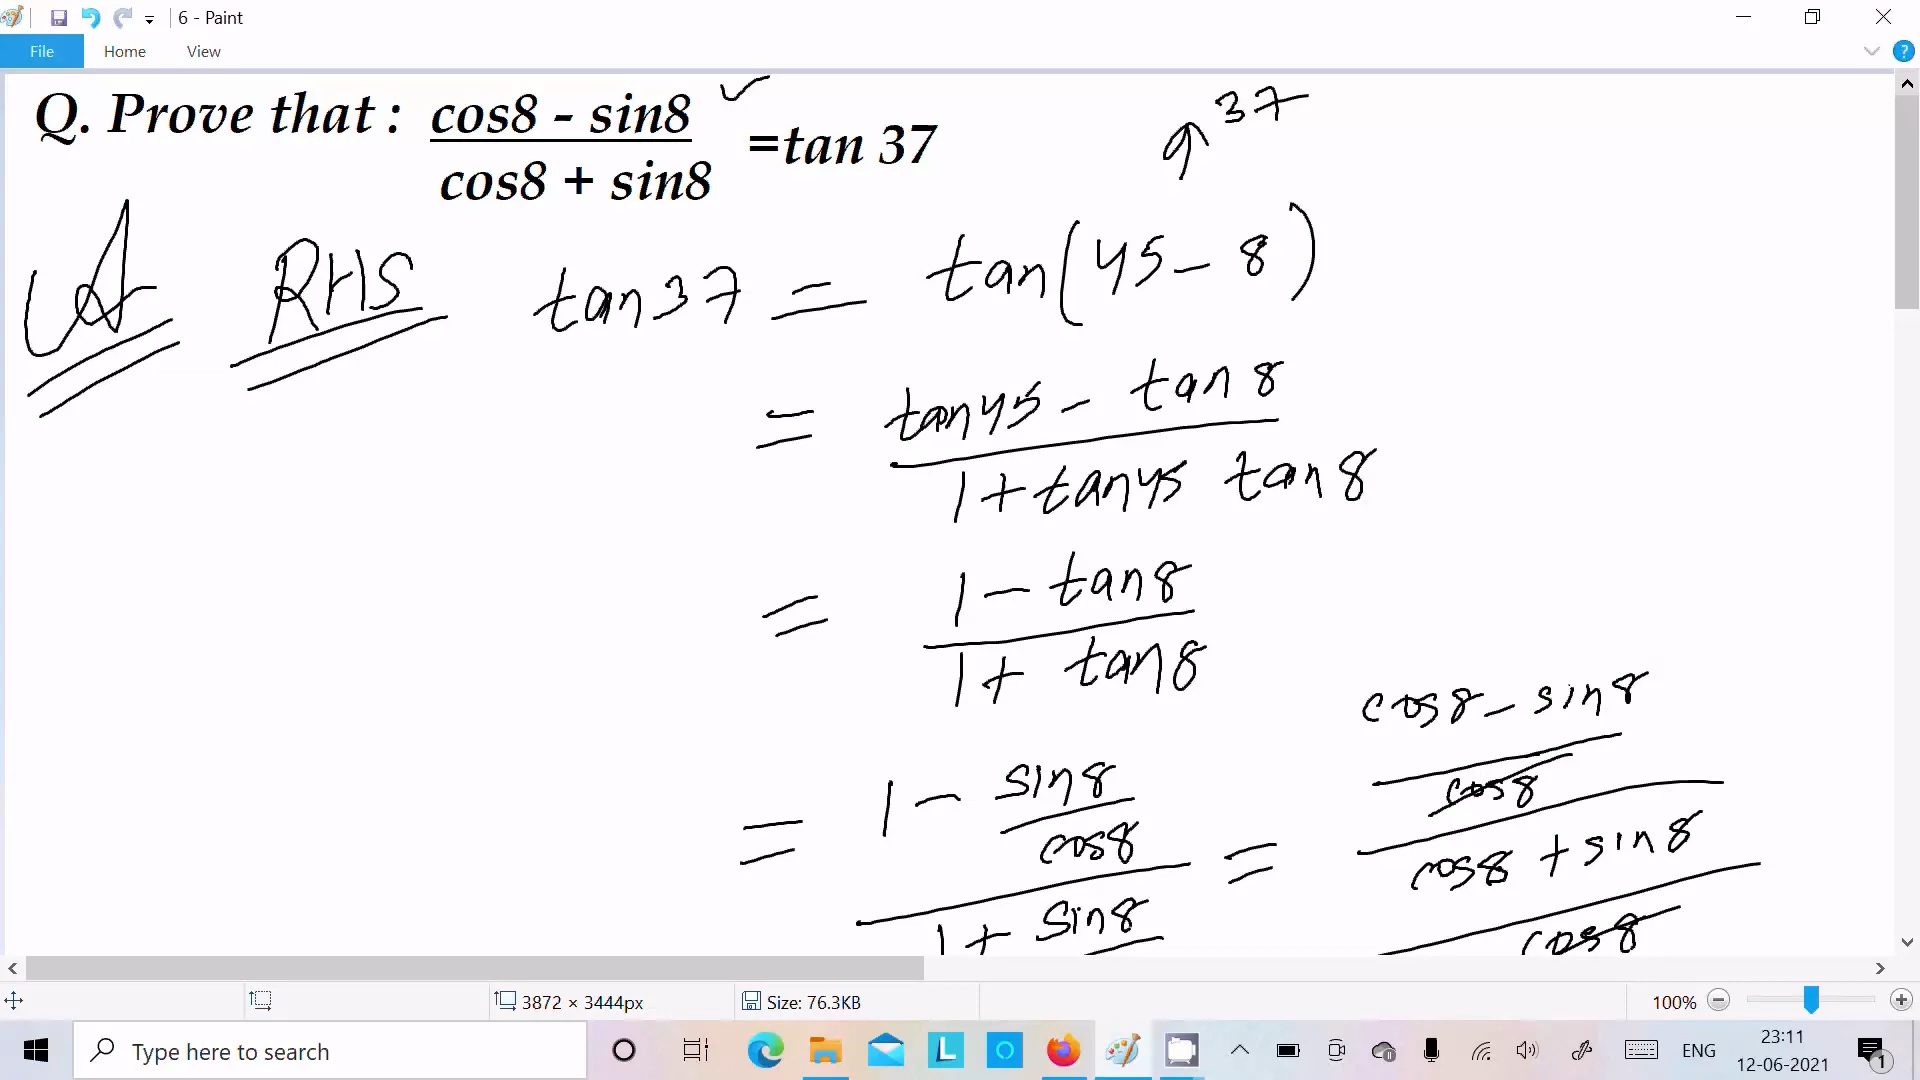 6 - Paint
File Home View
Q. Prove that : cos8 - sin8
=tan 37
cos8 + sin8
37
RHS tan37 = tan(45-8)
= tan45 - tan8
1+tan45 tan8
= 1 - tan8
1+ tan8
cos8 - sin8
cos8
= 1 - sin8
cos8
= cos8 + sin8
1 + sin8
cos8
3872 × 3444px Size: 76.3KB 100%
Type here to search
L
ENG
23:11
12-06-2021
1